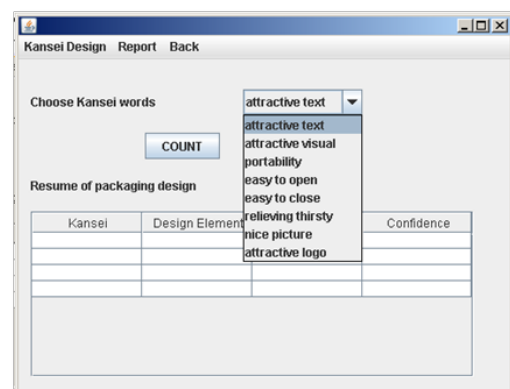 Kansei Design Report Back
Choose Kansei words attractive text
attractive text
attractive visual
COUNT
portability
easy to open
Resume of packaging design
easy to close
relieving thirsty
Kansei Design Element Confidence
nice picture
attractive logo